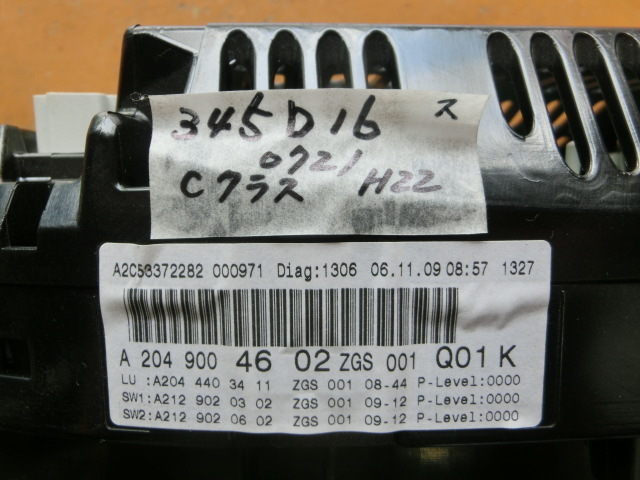 345D16 ス
0721
Cクラス H22
A2C53372282 000971 Diag:1306 06.11.09 08:57 1327
A 204 900 46 02 ZGS 001 Q01 K
LU :A204 440 34 11 ZGS 001 08-44 P-Level:0000
SW1:A212 902 03 02 ZGS 001 09-12 P-Level:0000
SW2:A212 902 06 02 ZGS 001 09-12 P-Level:0000